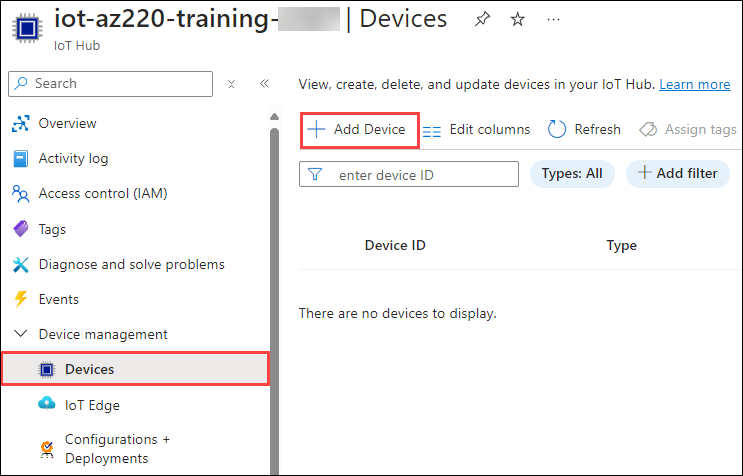 iot-az220-training- | Devices
IoT Hub
Search
View, create, delete, and update devices in your IoT Hub. Learn more
Overview
Add Device
Edit columns
Refresh
Assign tags
Activity log
enter device ID
Types: All
Add filter
Access control (IAM)
Tags
Device ID
Type
Diagnose and solve problems
Events
There are no devices to display.
Device management
Devices
IoT Edge
Configurations +
Deployments